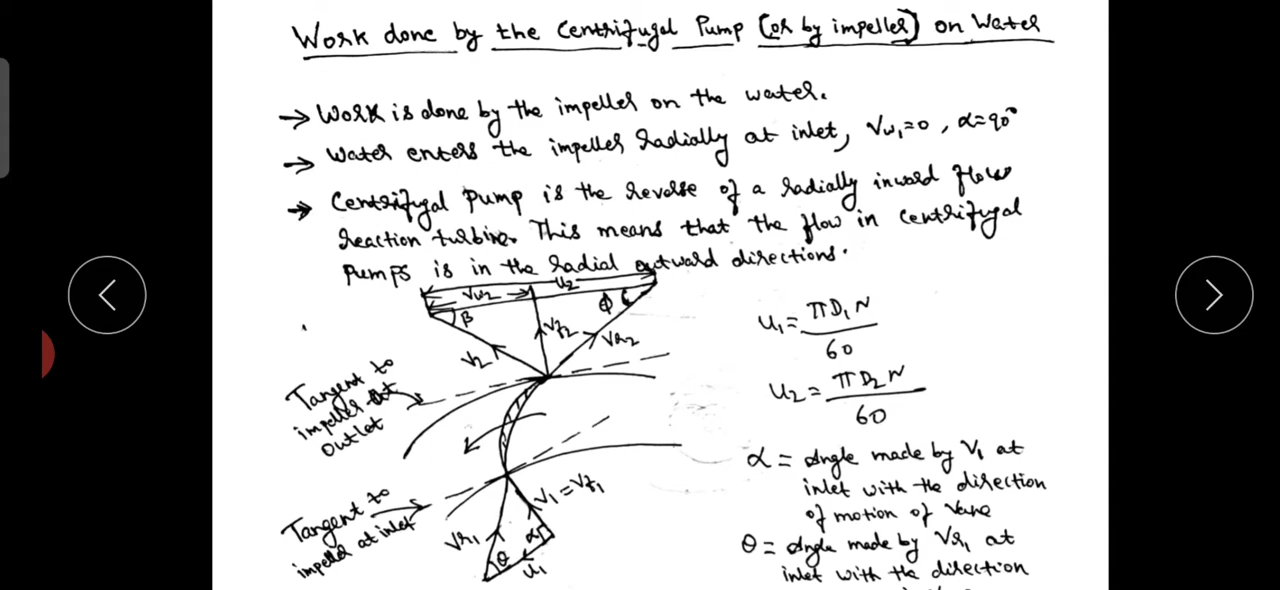 Work done by the Centrifugal Pump (or by impeller) on Water
→ Work is done by the impeller on the water.
→ Water enters the impeller radially at inlet, Vw₁=0, α=90°
→ Centrifugal Pump is the reverse of a radially inward flow
reaction turbine. This means that the flow in centrifugal
pumps is in the radial outward directions.
u₂
Vw₂
β
ϕ
Vf₂
Vr₂
V₂
Tangent to
impeller at
outlet
Tangent to
impeller at inlet
V₁=Vf₁
Vr₁
α
θ
u₁
u₁ = πD₁N
60
u₂ = πD₂N
60
α = Angle made by V₁ at
inlet with the direction
of motion of vane
θ = Angle made by Vr₁ at
inlet with the direction